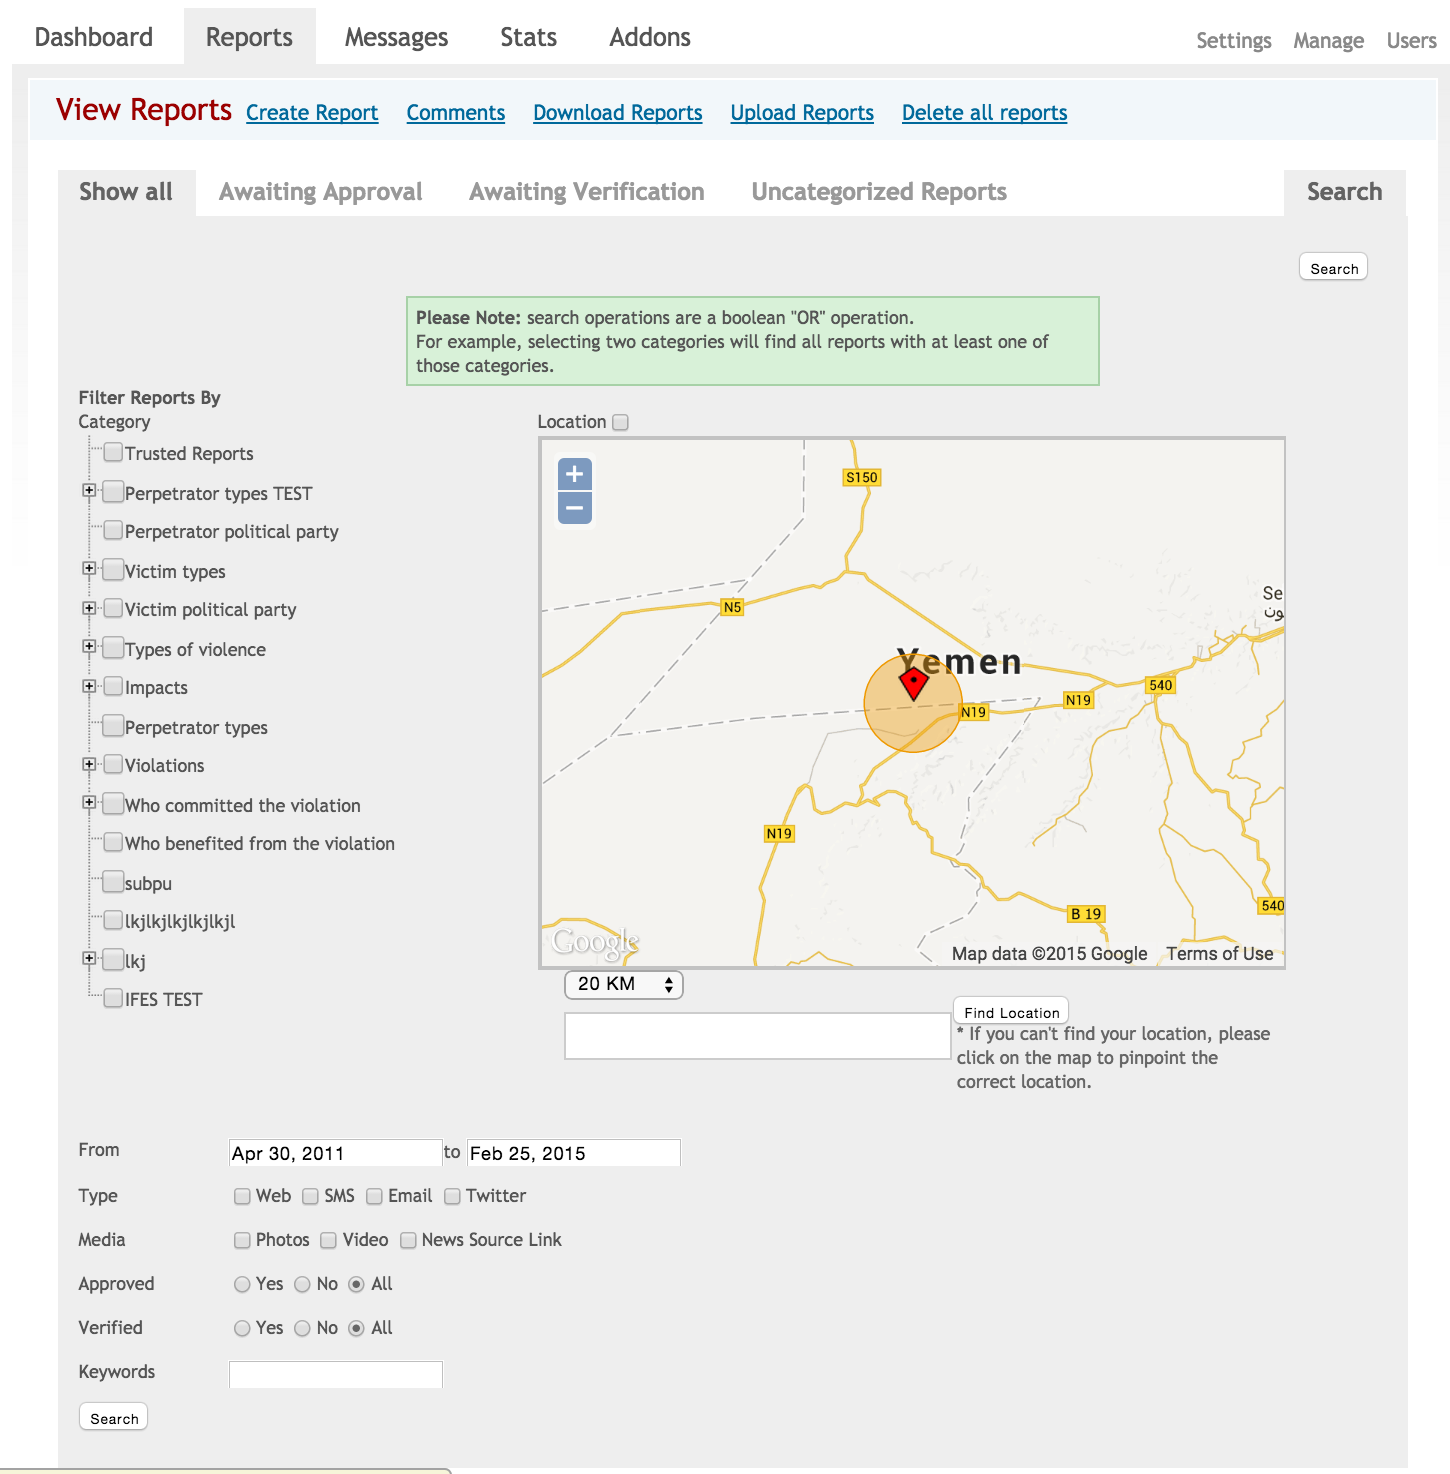 Dashboard Reports Messages Stats Addons Settings Manage Users
View Reports Create Report Comments Download Reports Upload Reports Delete all reports
Show all Awaiting Approval Awaiting Verification Uncategorized Reports Search
Search
Please Note: search operations are a boolean "OR" operation.
For example, selecting two categories will find all reports with at least one of
those categories.
Filter Reports By
Category
Trusted Reports
Perpetrator types TEST
Perpetrator political party
Victim types
Victim political party
Types of violence
Impacts
Perpetrator types
Violations
Who committed the violation
Who benefited from the violation
subpu
lkjlkjlkjlkjlkjl
lkj
IFES TEST
Location
+
−
S150
N5
Se
ون
Yemen
540
N19
N19
N19
B 19
540
Google
Map data ©2015 Google Terms of Use
20 KM
Find Location
* If you can't find your location, please
click on the map to pinpoint the
correct location.
From Apr 30, 2011 to Feb 25, 2015
Type Web SMS Email Twitter
Media Photos Video News Source Link
Approved Yes No All
Verified Yes No All
Keywords
Search